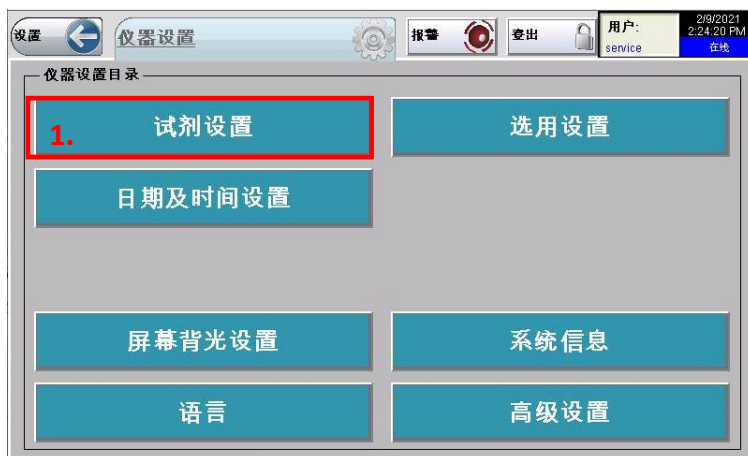 设置 仪器设置 报警 登出 用户: service 2/9/2021 2:24:20 PM 在线
仪器设置目录
1. 试剂设置 选用设置
日期及时间设置
屏幕背光设置 系统信息
语言 高级设置